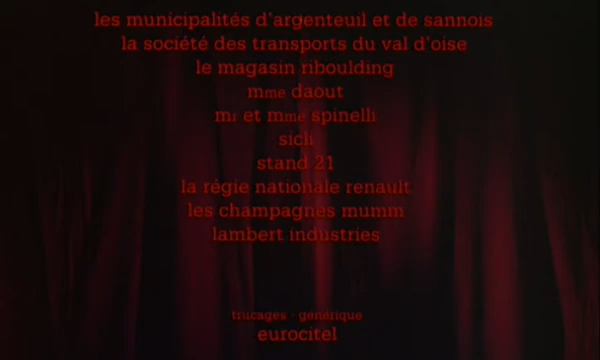 les municipalités d'argenteuil et de sannois
la société des transports du val d'oise
le magasin riboulding
mme daout
mr et mme spinelli
sicli
stand 21
la régie nationale renault
les champagnes mumm
lambert industries
trucages - générique
eurocitel